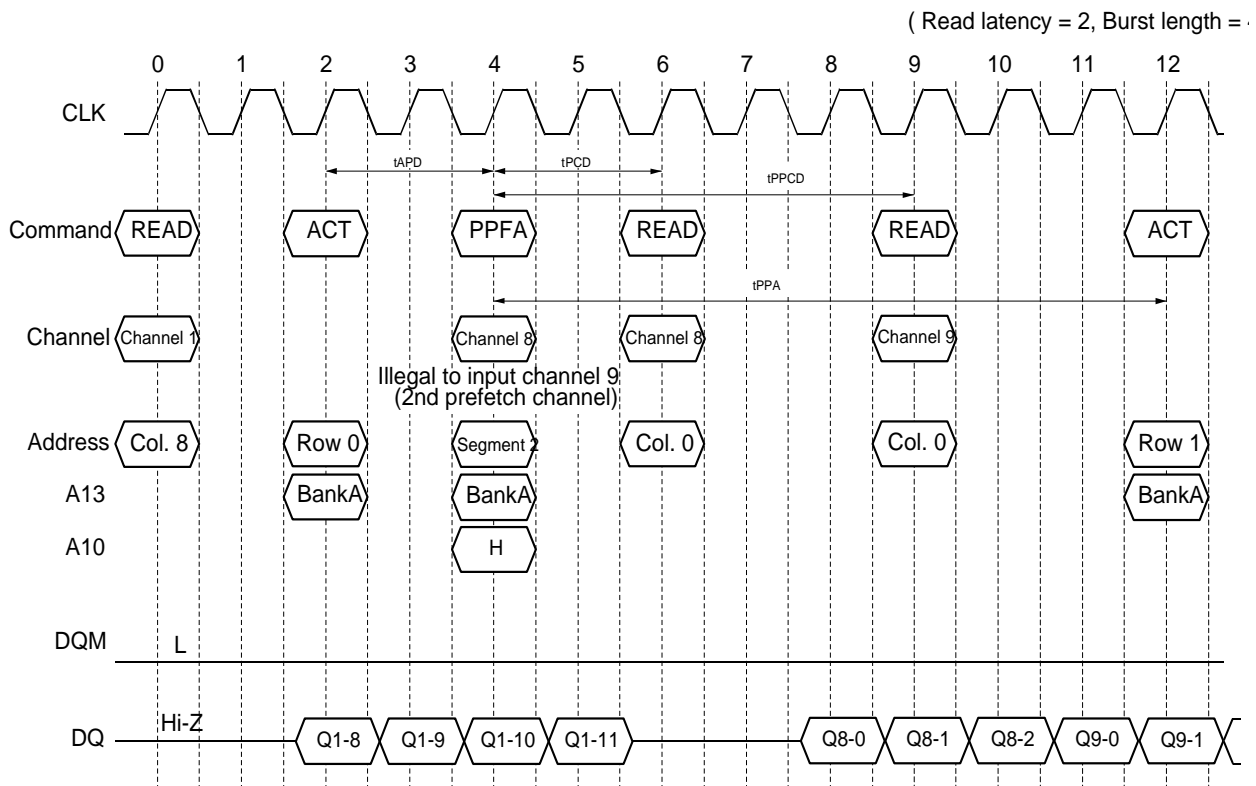 ( Read latency = 2, Burst length = 4
0 1 2 3 4 5 6 7 8 9 10 11 12
CLK
tAPD tPCD
tPPCD
Command READ ACT PPFA READ READ ACT
tPPA
Channel Channel 1 Channel 8 Channel 8 Channel 9
Illegal to input channel 9
(2nd prefetch channel)
Address Col. 8 Row 0 Segment 2 Col. 0 Col. 0 Row 1
A13 BankA BankA BankA
A10 H
DQM L
Hi-Z
DQ Q1-8 Q1-9 Q1-10 Q1-11 Q8-0 Q8-1 Q8-2 Q9-0 Q9-1